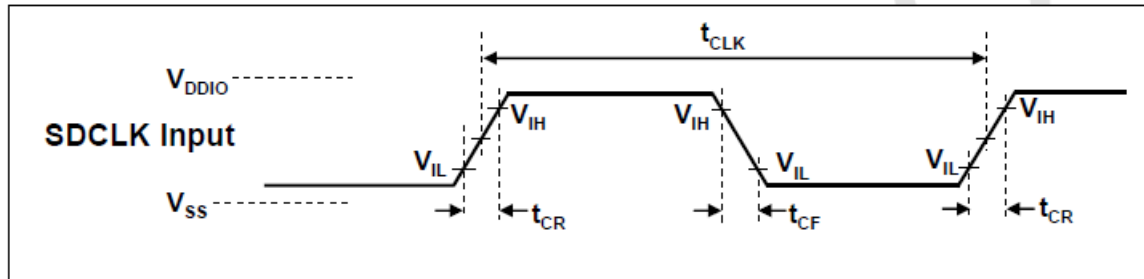 tCLK
VDDIO
VIH
VIH
VIH
SDCLK Input
VIL
VIL
VIL
VSS
tCR
tCF
tCR